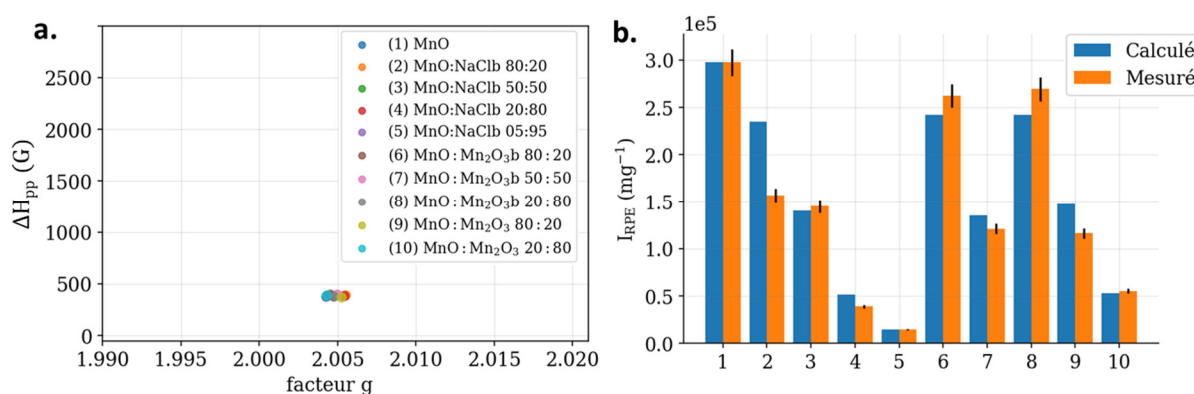 a.
ΔHpp (G)
2500
2000
1500
1000
500
0
1.990 1.995 2.000 2.005 2.010 2.015 2.020
facteur g
(1) MnO
(2) MnO:NaClb 80:20
(3) MnO:NaClb 50:50
(4) MnO:NaClb 20:80
(5) MnO:NaClb 05:95
(6) MnO : Mn₂O₃b 80 : 20
(7) MnO : Mn₂O₃b 50 : 50
(8) MnO : Mn₂O₃b 20 : 80
(9) MnO : Mn₂O₃ 80 : 20
(10) MnO : Mn₂O₃ 20 : 80
b.
1e5
I_RPE (mg⁻¹)
3.0
2.5
2.0
1.5
1.0
0.5
0.0
1 2 3 4 5 6 7 8 9 10
Calculé
Mesuré